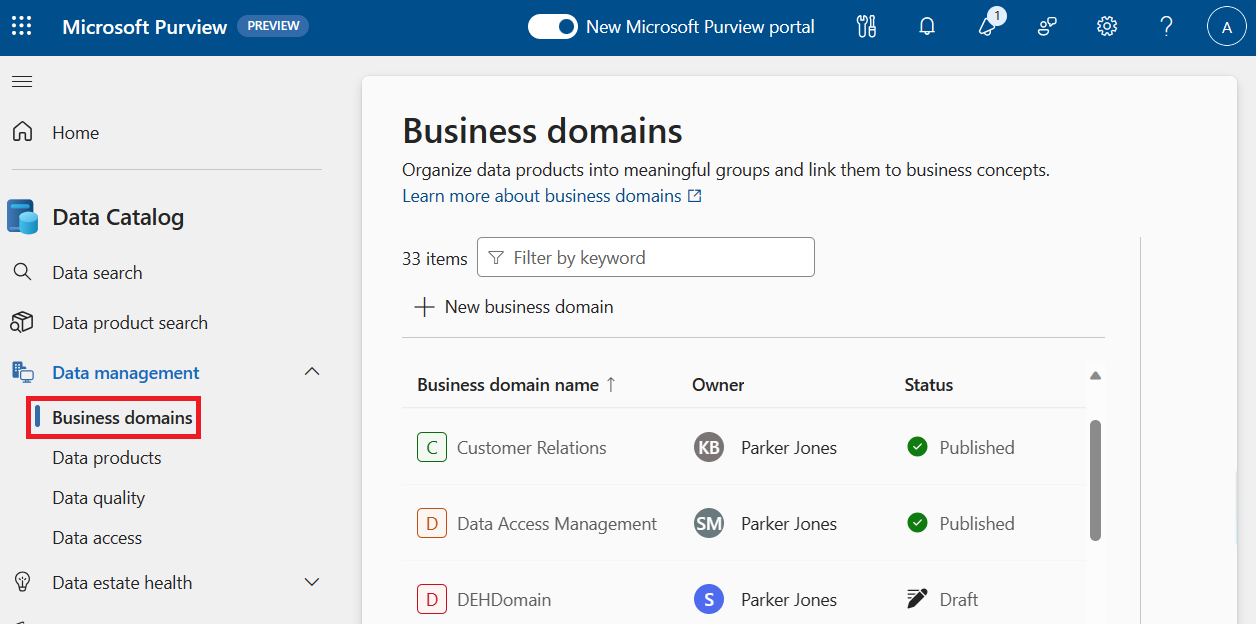 Microsoft Purview PREVIEW New Microsoft Purview portal 1 ? A
Home
Data Catalog
Data search
Data product search
Data management
Business domains
Data products
Data quality
Data access
Data estate health
Business domains
Organize data products into meaningful groups and link them to business concepts.
Learn more about business domains
33 items Filter by keyword
New business domain
Business domain name ↑ Owner Status
C Customer Relations KB Parker Jones Published
D Data Access Management SM Parker Jones Published
D DEHDomain S Parker Jones Draft